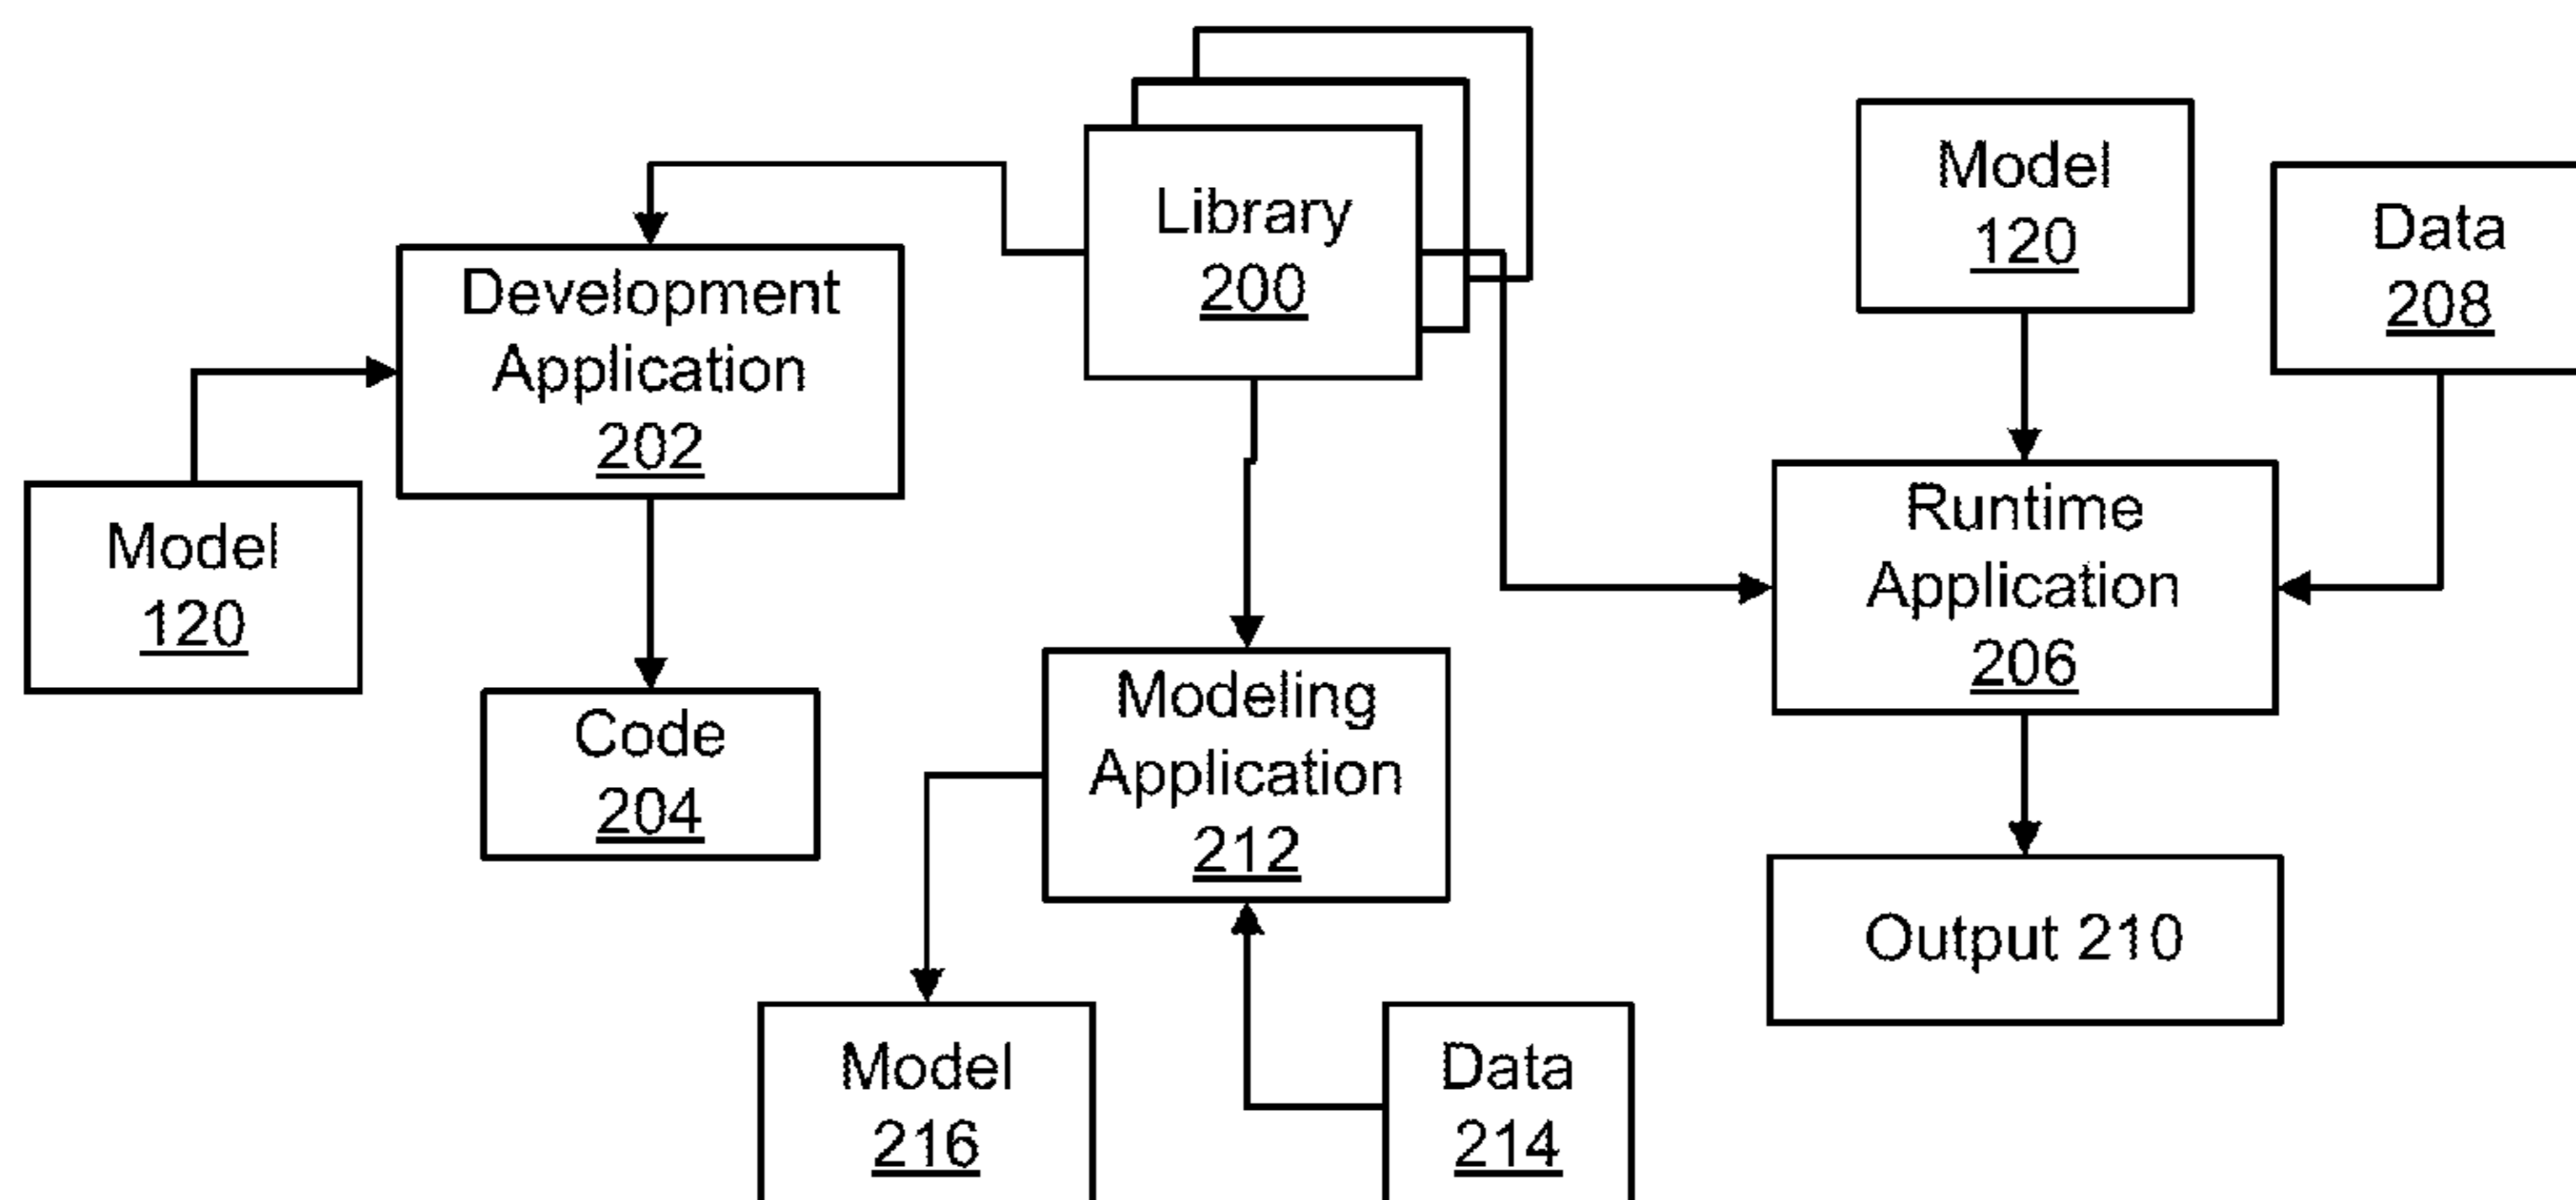 Library
200
Model
120
Data
208
Development
Application
202
Model
120
Code
204
Modeling
Application
212
Runtime
Application
206
Output 210
Model
216
Data
214